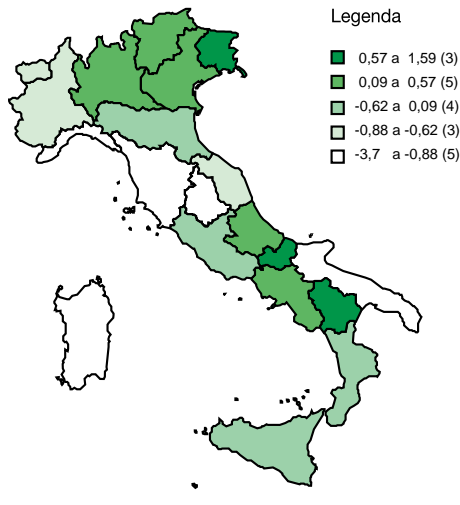 Legenda
0,57 a 1,59 (3)
0,09 a 0,57 (5)
-0,62 a 0,09 (4)
-0,88 a -0,62 (3)
-3,7 a -0,88 (5)